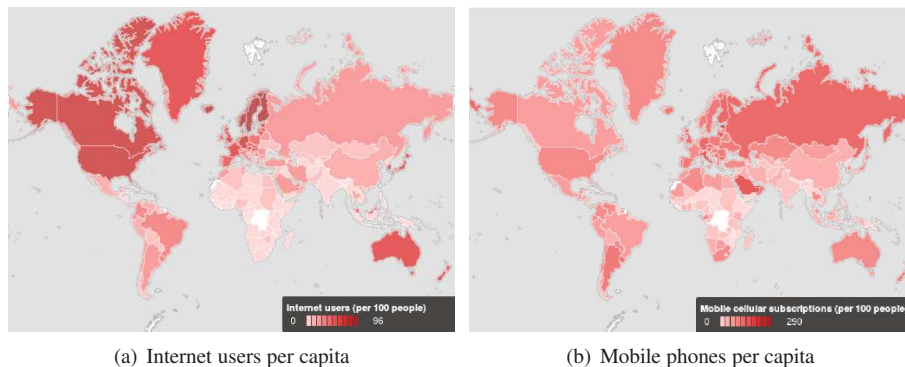 Internet users (per 100 people)
0 96
Mobile cellular subscriptions (per 100 people)
0 290
(a) Internet users per capita
(b) Mobile phones per capita